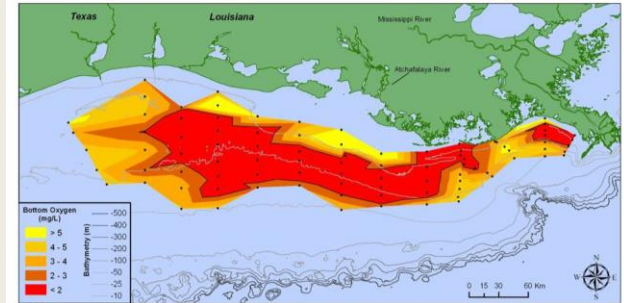 Texas
Louisiana
Mississippi River
Atchafalaya River
Bottom Oxygen
(mg/L)
> 5
4 - 5
3 - 4
2 - 3
< 2
Bathymetry (m)
-500
-400
-300
-200
-100
-50
-25
-10
N
W
E
S
0 15 30 60 Km